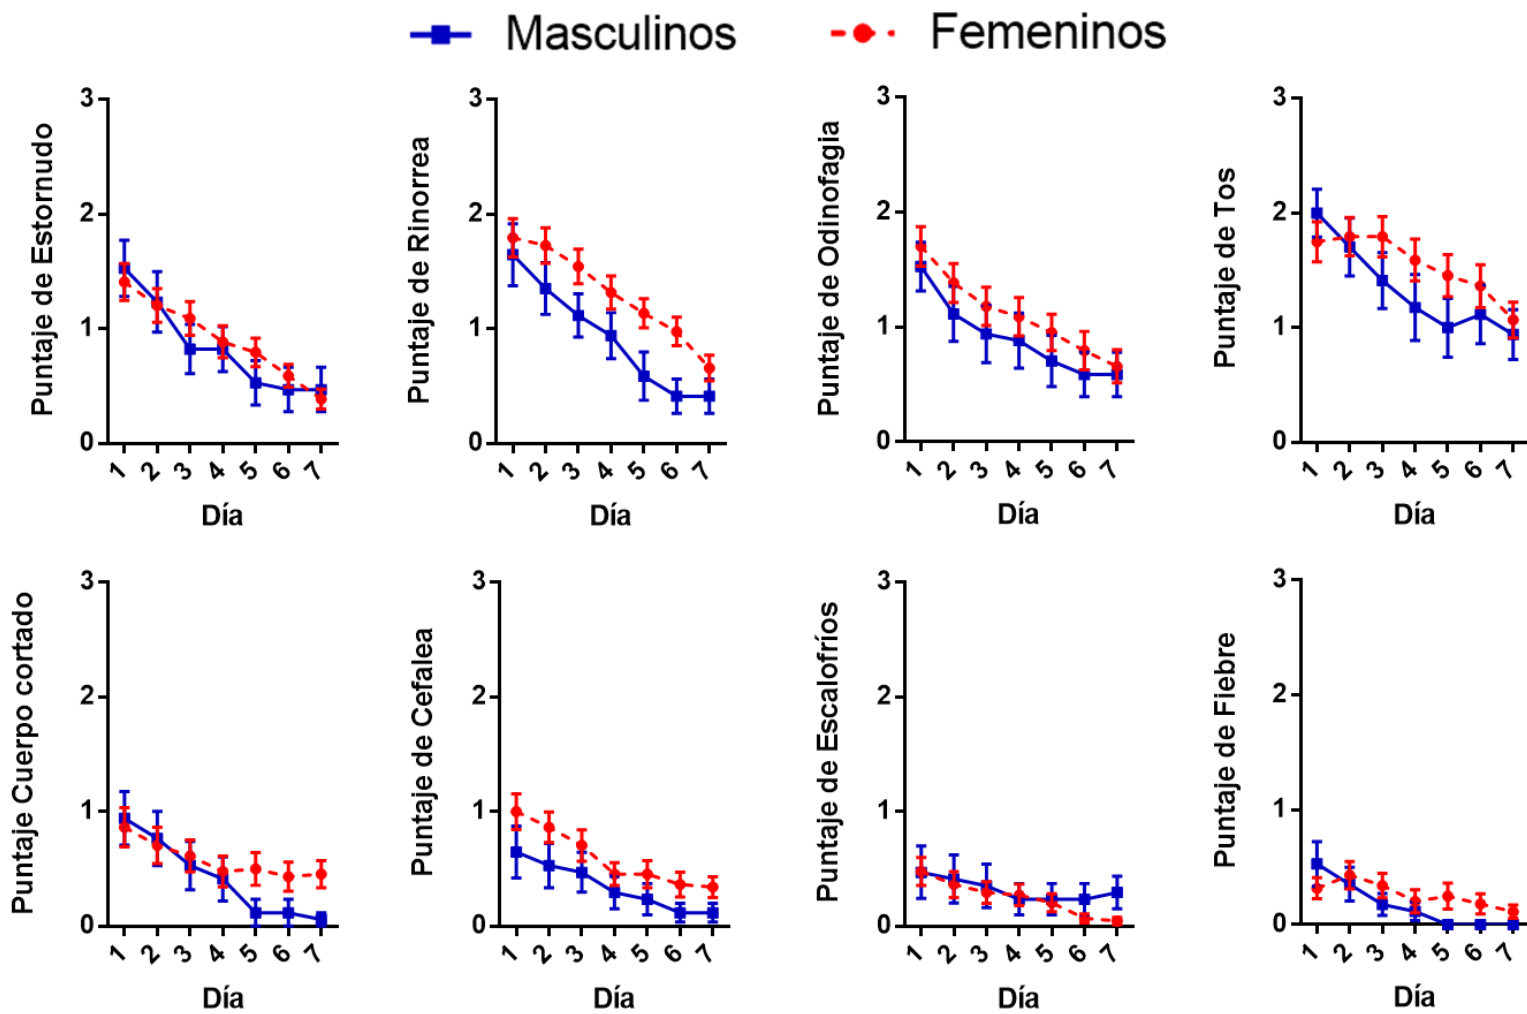 Masculinos Femeninos
Puntaje de Estornudo
3
2
1
0
1 2 3 4 5 6 7
Día
Puntaje de Rinorrea
3
2
1
0
1 2 3 4 5 6 7
Día
Puntaje de Odinofagia
3
2
1
0
1 2 3 4 5 6 7
Día
Puntaje de Tos
3
2
1
0
1 2 3 4 5 6 7
Día
Puntaje Cuerpo cortado
3
2
1
0
1 2 3 4 5 6 7
Día
Puntaje de Cefalea
3
2
1
0
1 2 3 4 5 6 7
Día
Puntaje de Escalofríos
3
2
1
0
1 2 3 4 5 6 7
Día
Puntaje de Fiebre
3
2
1
0
1 2 3 4 5 6 7
Día